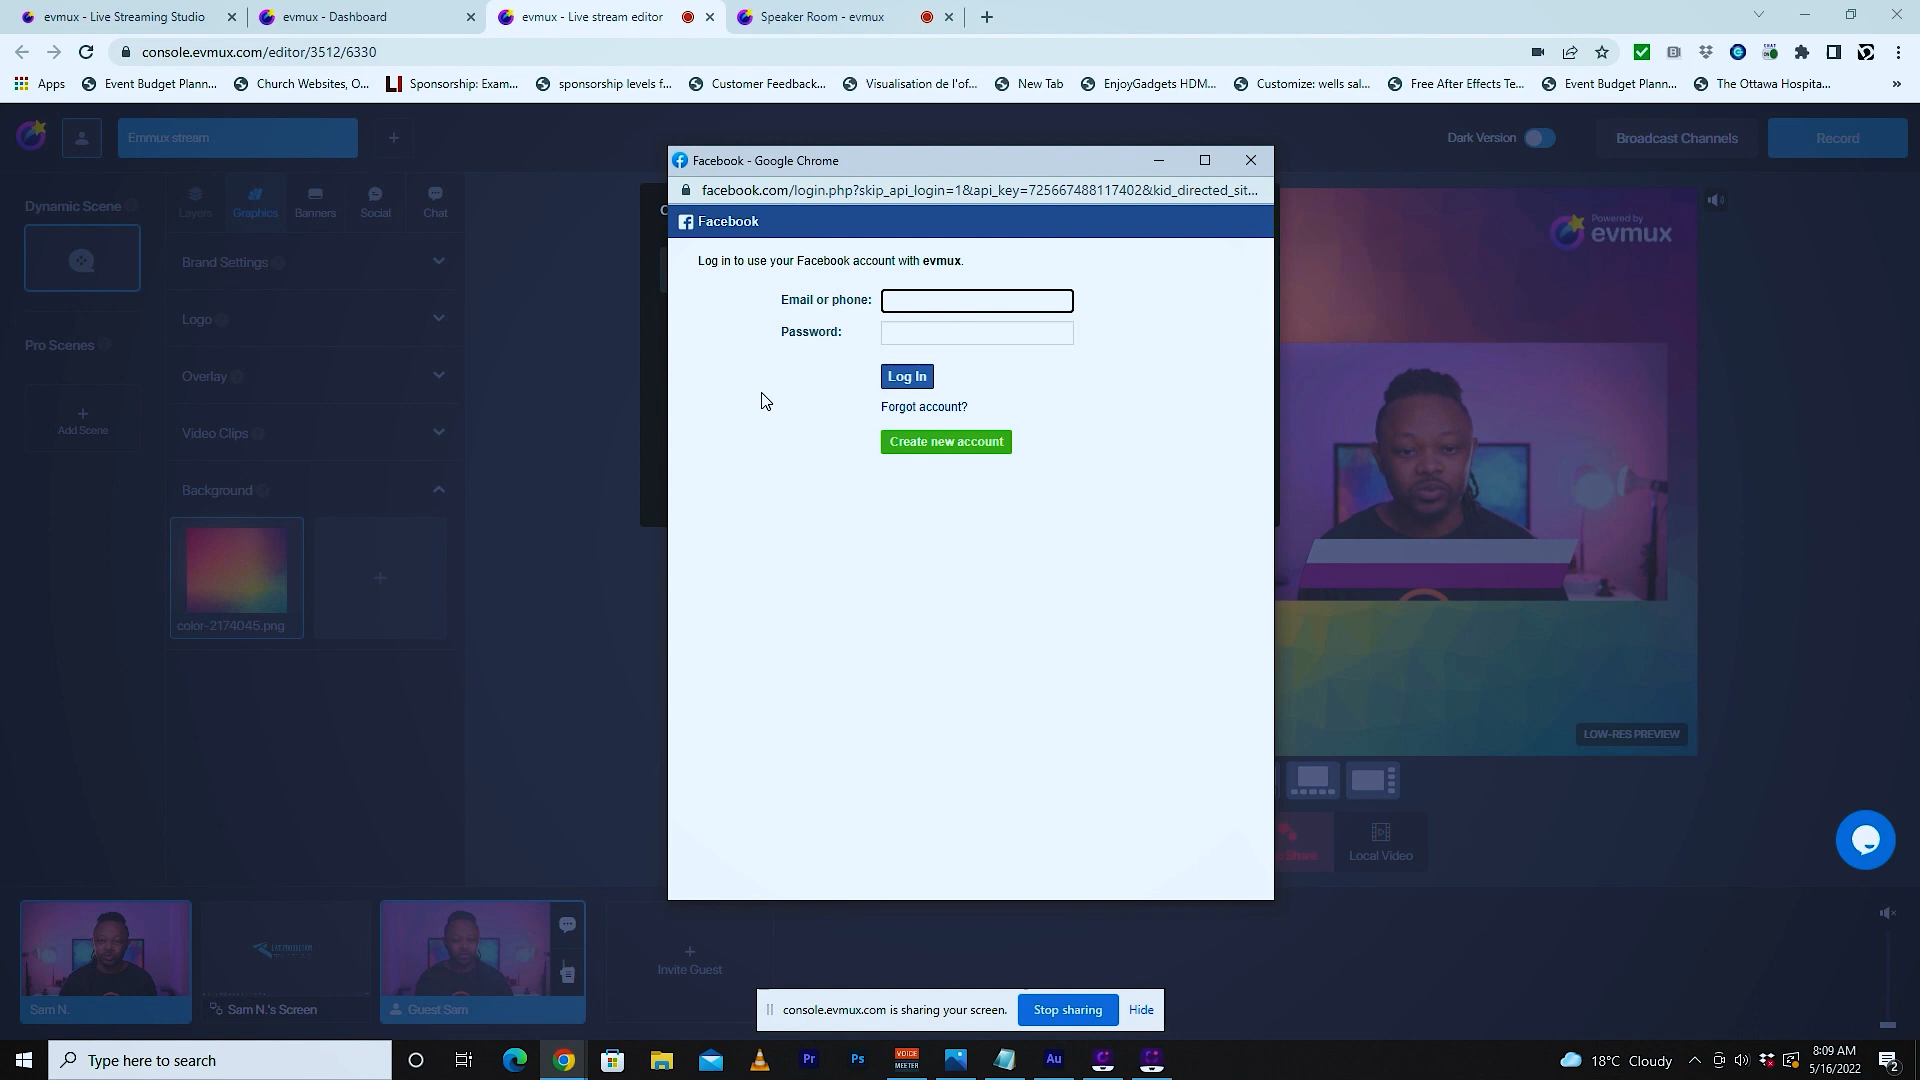 evmux - Live Streaming Studio
evmux - Dashboard
evmux - Live stream editor
Speaker Room - evmux
console.evmux.com/editor/3512/6330
Apps
Event Budget Plann...
Church Websites, O...
Sponsorship: Exam...
sponsorship levels f...
Customer Feedback...
Visualisation de l'of...
New Tab
EnjoyGadgets HDM...
Customize: wells sal...
Free After Effects Te...
Event Budget Plann...
The Ottawa Hospita...
Emmux stream
Dark Version
Broadcast Channels
Record
Dynamic Scene
Layers
Graphics
Banners
Social
Chat
Brand Settings
Logo
Pro Scenes
Overlay
Add Scene
Video Clips
Background
color-2174045.png
Facebook - Google Chrome
facebook.com/login.php?skip_api_login=1&api_key=725667488117402&kid_directed_sit...
Facebook
Log in to use your Facebook account with evmux.
Email or phone:
Password:
Log In
Forgot account?
Create new account
Powered by
evmux
LOW-RES PREVIEW
Share
Local Video
Sam N.
Sam N.'s Screen
Guest Sam
Invite Guest
console.evmux.com is sharing your screen.
Stop sharing
Hide
Type here to search
Pr
Ps
VOICE
MEETER
Au
18°C Cloudy
8:09 AM
5/16/2022
2